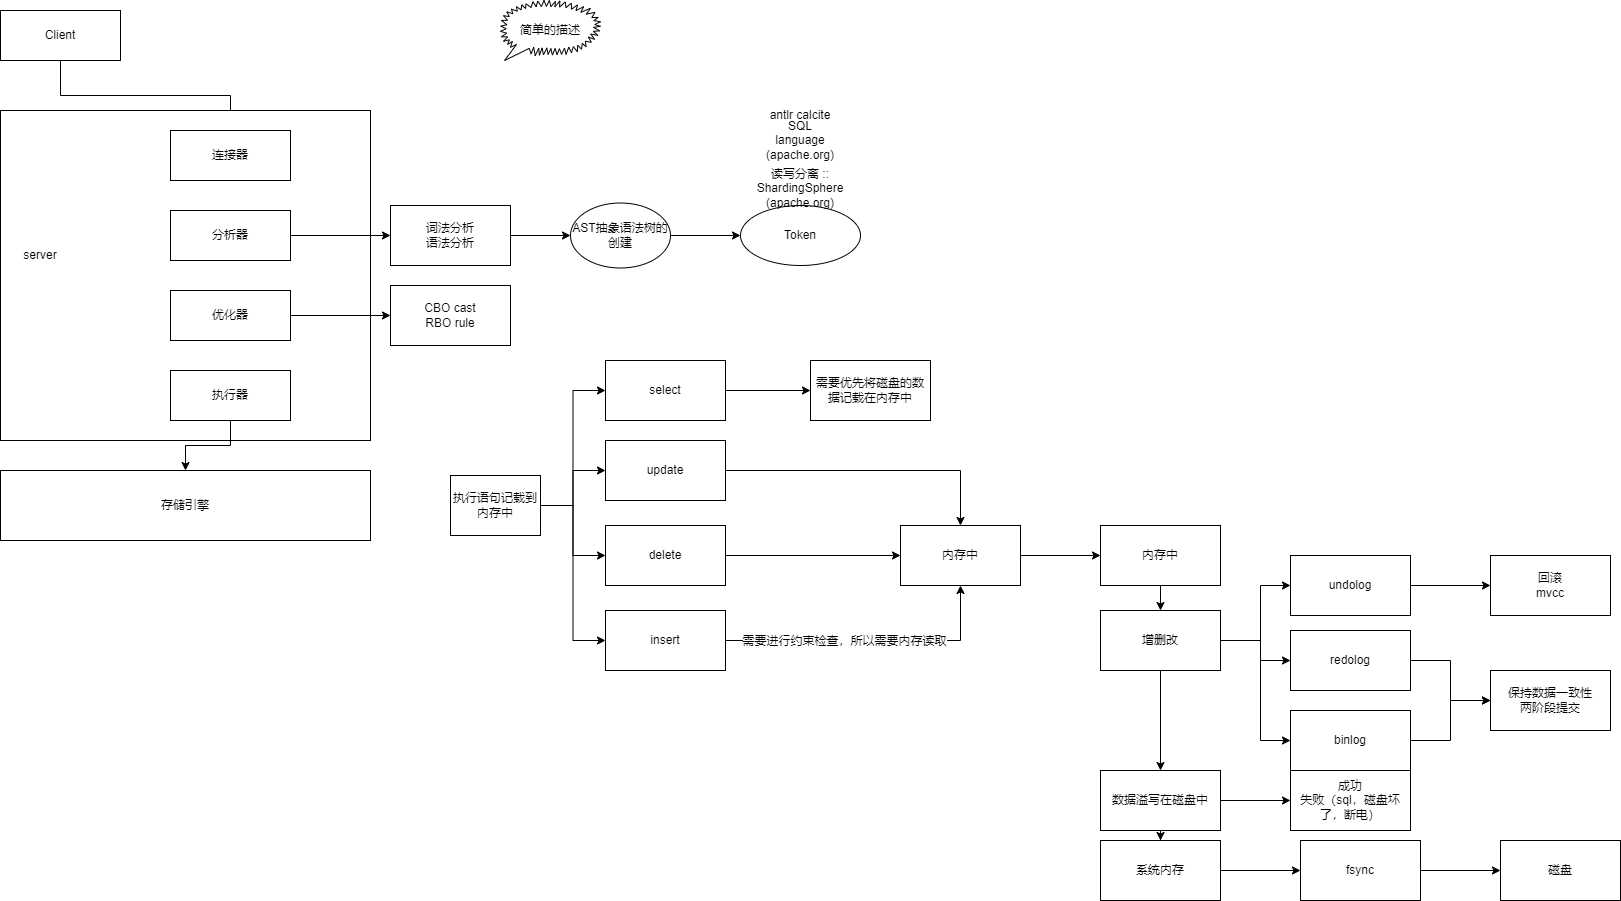 Client
简单的描述
server
连接器
分析器
优化器
执行器
存储引擎
词法分析
语法分析
AST抽象语法树的
创建
antlr calcite
SQL
language
(apache.org)
读写分离 ::
ShardingSphere
(apache.org)
Token
CBO cast
RBO rule
执行语句记载到
内存中
select
需要优先将磁盘的数
据记载在内存中
update
delete
insert
需要进行约束检查，所以需要内存读取
内存中
内存中
增删改
undolog
回滚
mvcc
redolog
binlog
保持数据一致性
两阶段提交
数据溢写在磁盘中
成功
失败（sql，磁盘坏
了，断电）
系统内存
fsync
磁盘